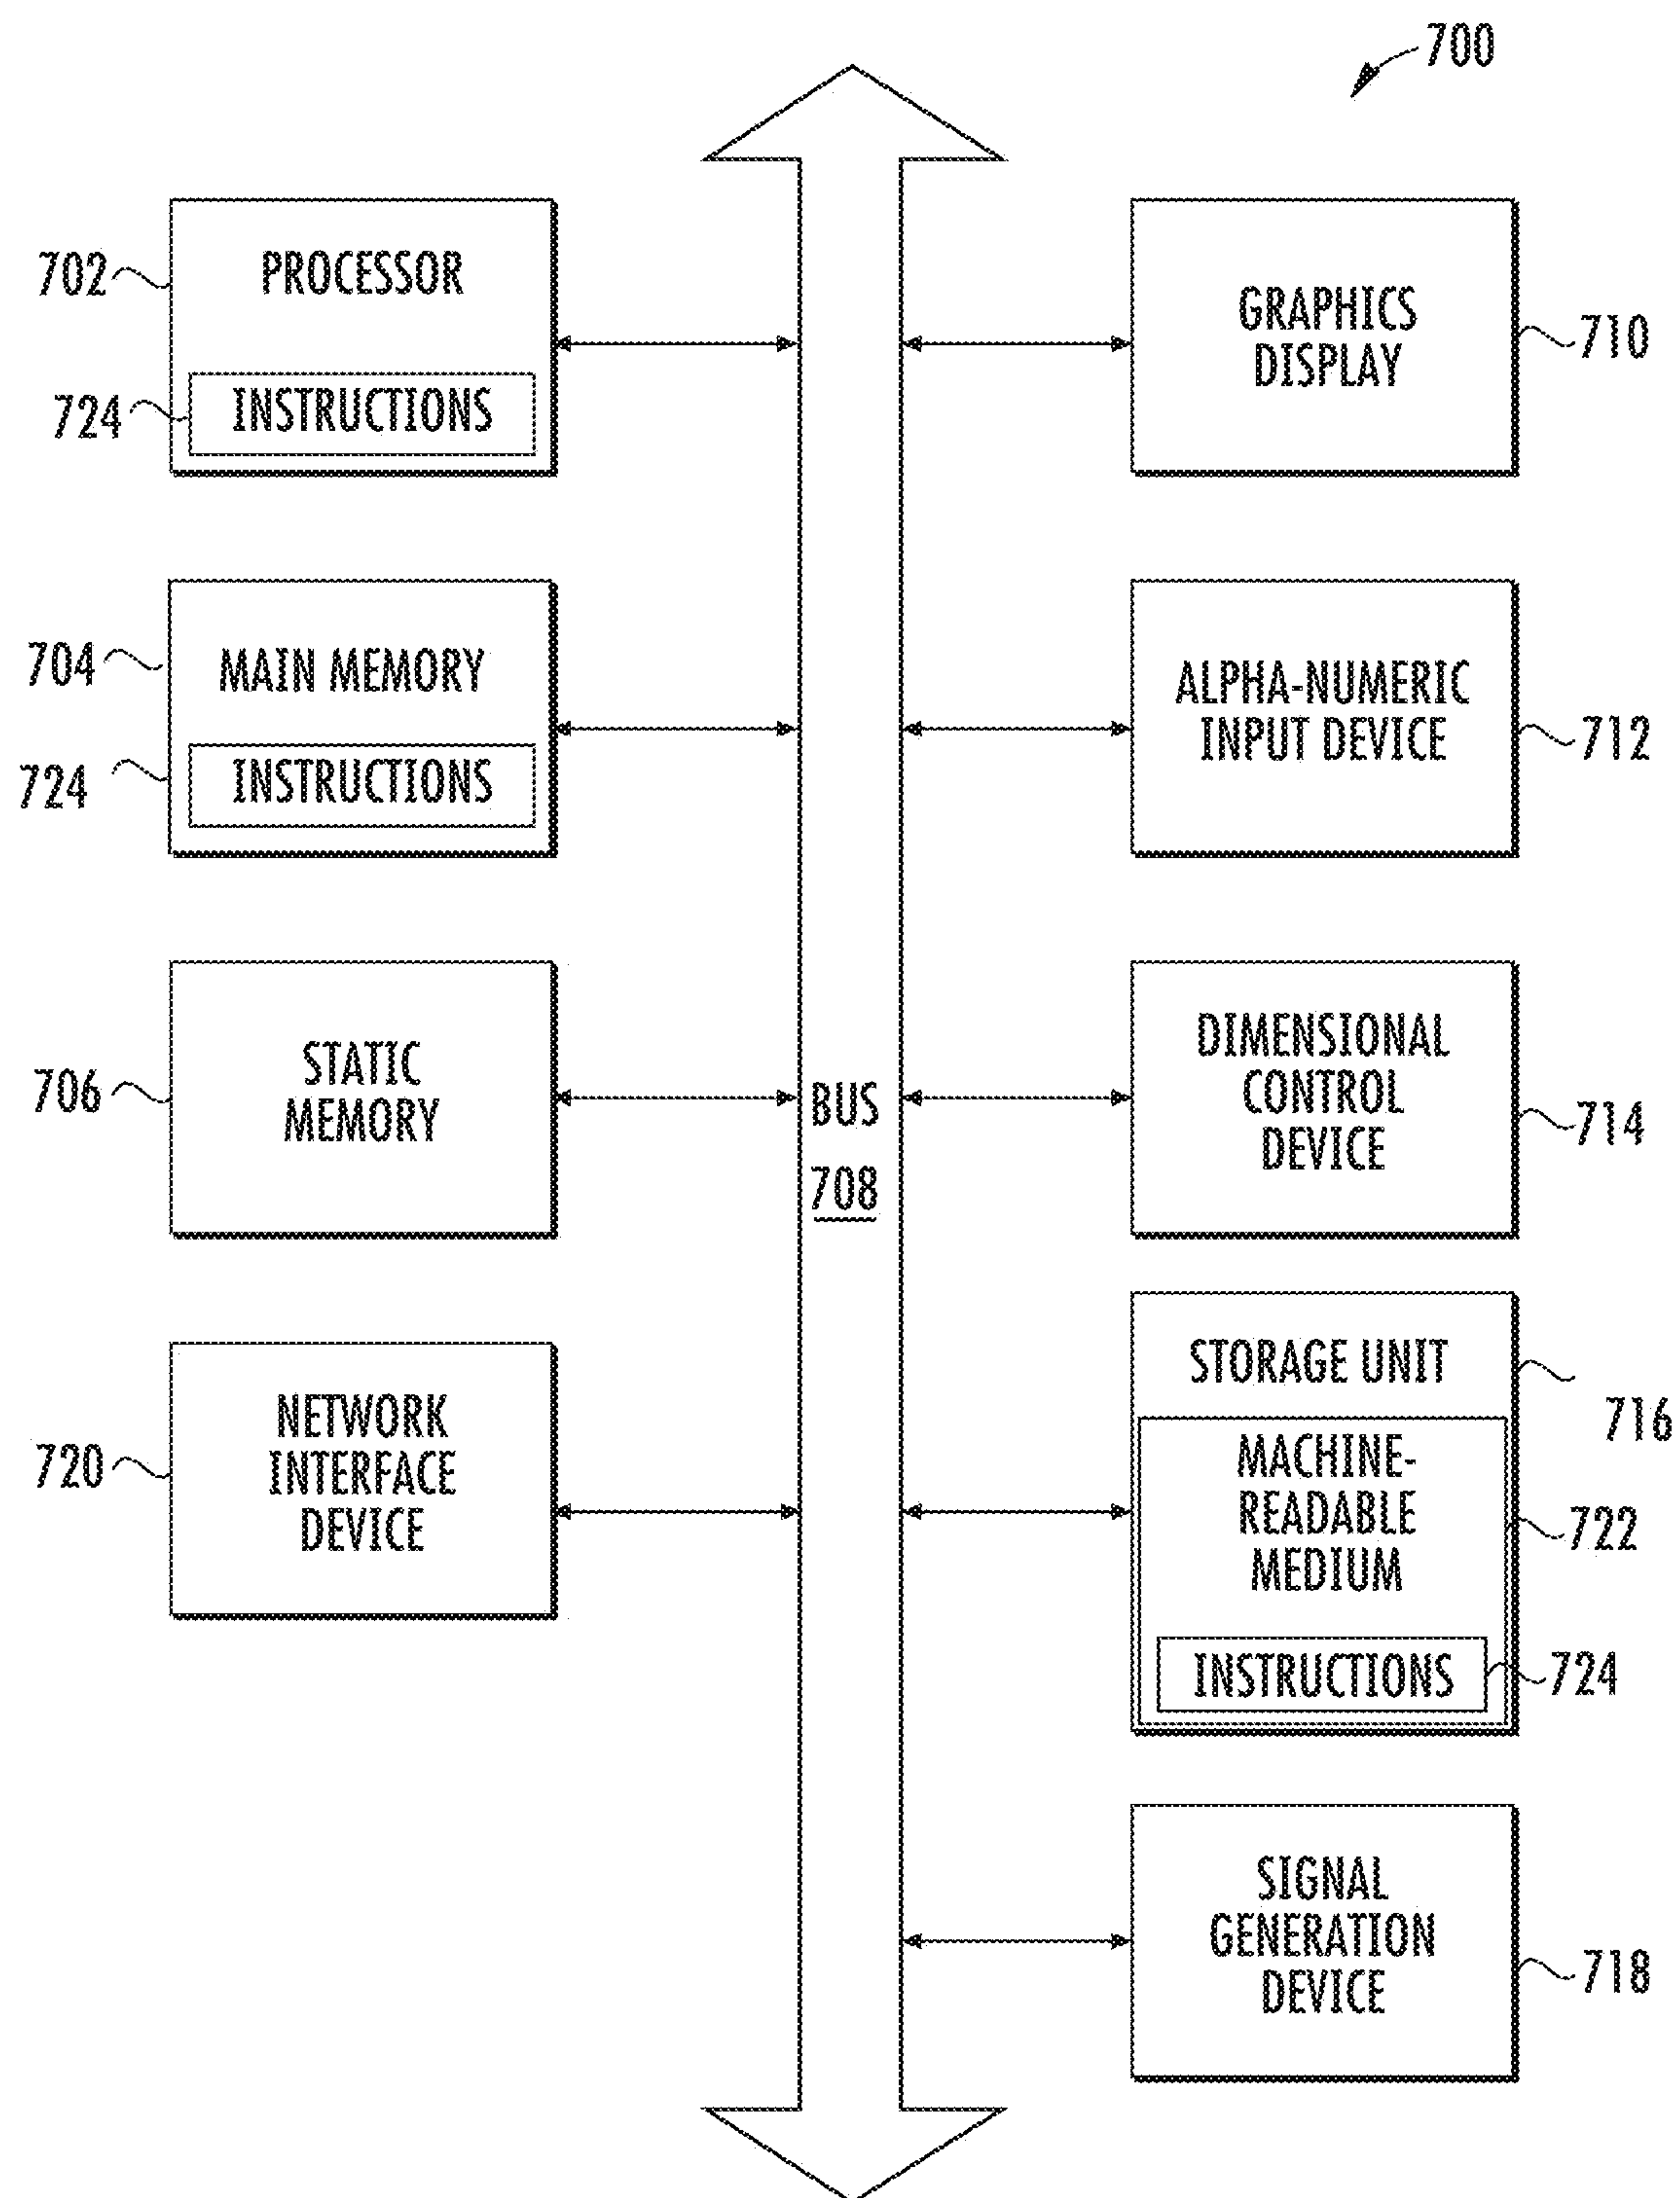 700
702
PROCESSOR
724
INSTRUCTIONS
704
MAIN MEMORY
724
INSTRUCTIONS
706
STATIC
MEMORY
720
NETWORK
INTERFACE
DEVICE
BUS
708
GRAPHICS
DISPLAY
710
ALPHA-NUMERIC
INPUT DEVICE
712
DIMENSIONAL
CONTROL
DEVICE
714
STORAGE UNIT
716
MACHINE-
READABLE
MEDIUM
722
INSTRUCTIONS
724
SIGNAL
GENERATION
DEVICE
718